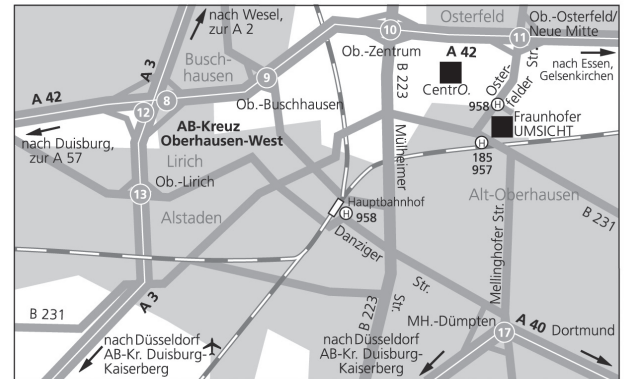 nach Wesel,
zur A 2
Osterfeld
Ob.-Osterfeld/
Neue Mitte
10
11
A 3
Busch-
hausen
Ob.-Zentrum
A 42
CentrO.
nach Essen,
Gelsenkirchen
9
B 223
Oster-
felder
Str.
958 H
A 42
8
12
Ob.-Buschhausen
AB-Kreuz
Oberhausen-West
Fraunhofer
UMSICHT
nach Duisburg,
zur A 57
Mülheimer
H
185
957
Lirich
13
Ob.-Lirich
Alt-Oberhausen
Alstaden
Hauptbahnhof
H 958
B 231
Danziger
Str.
Mellinghofer Str.
B 231
A 3
B 223
Str.
MH.-Dümpten
17
A 40
Dortmund
nach Düsseldorf
AB-Kr. Duisburg-
Kaiserberg
nach Düsseldorf
AB-Kr. Duisburg-
Kaiserberg